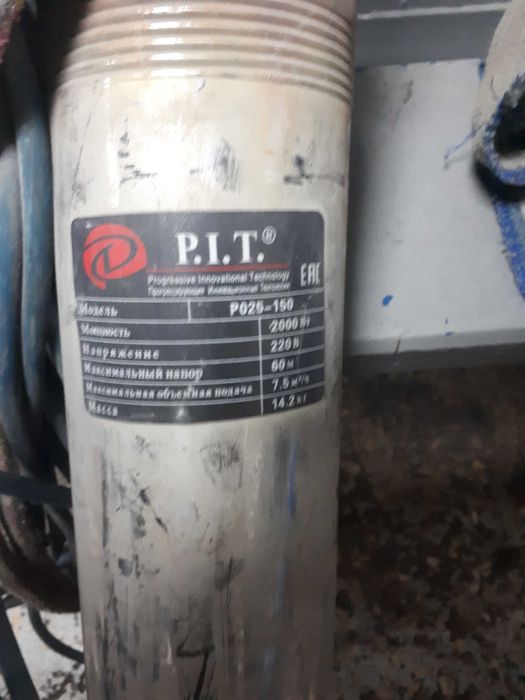 P.I.T.®
Progressive Innovational Technology
Прогрессирующие Инновационные Технологии
EAC
Модель P025-150
Мощность 2000 Вт
Напряжение 220 В
Максимальный напор 60 м
Максимальная объемная подача 7.5 м³/ч
Масса 14.2 кг